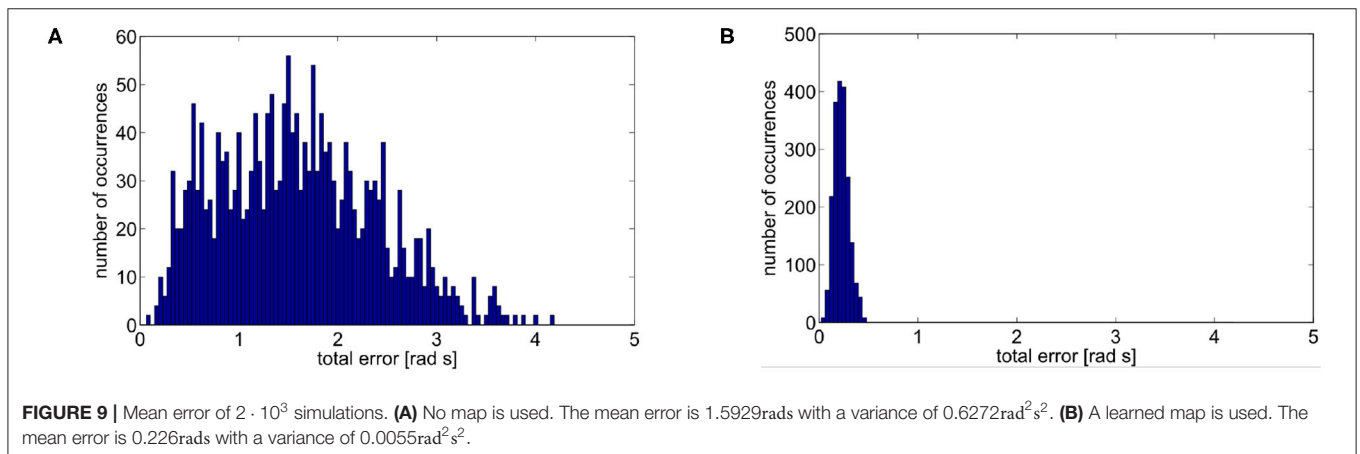 A
60
50
40
30
20
10
0
number of occurrences
0 1 2 3 4 5
total error [rad s]
B
500
400
300
200
100
0
number of occurrences
0 1 2 3 4 5
total error [rad s]
FIGURE 9 | Mean error of 2 · 10³ simulations. (A) No map is used. The mean error is 1.5929rads with a variance of 0.6272rad²s². (B) A learned map is used. The
mean error is 0.226rads with a variance of 0.0055rad²s².